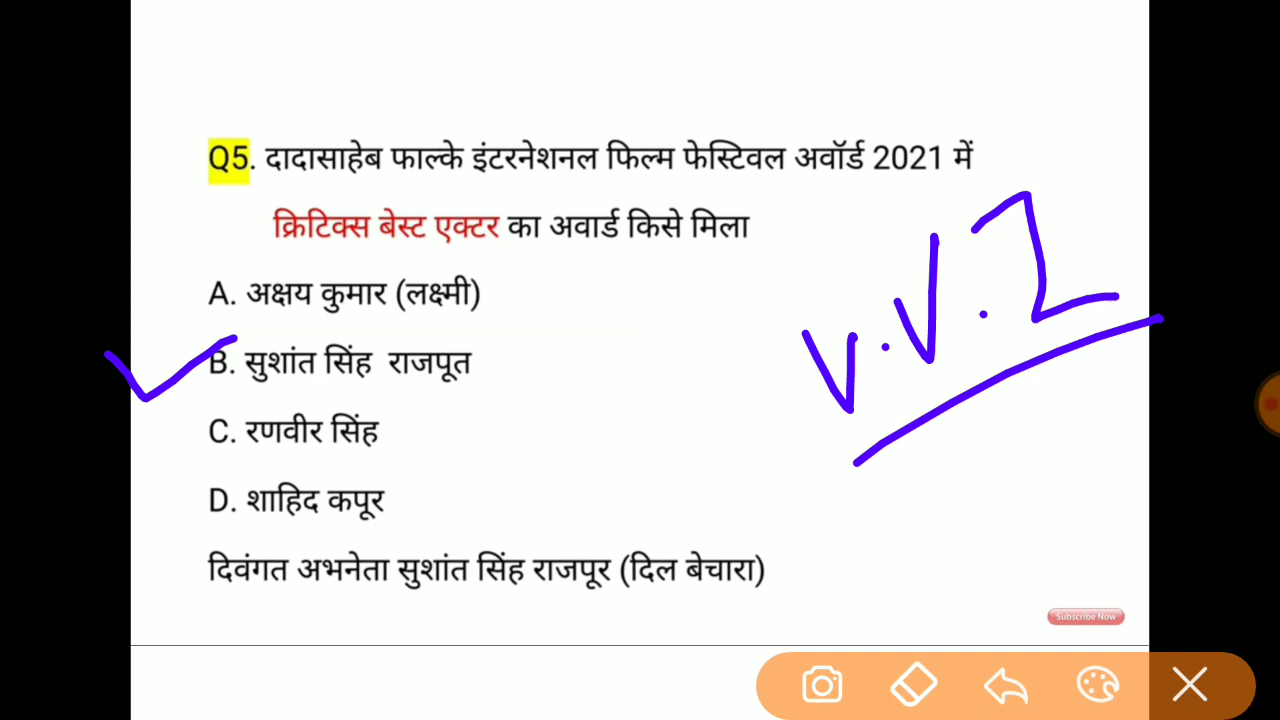 Q5. दादासाहेब फाल्के इंटरनेशनल फिल्म फेस्टिवल अवॉर्ड 2021 में
क्रिटिक्स बेस्ट एक्टर का अवार्ड किसे मिला
A. अक्षय कुमार (लक्ष्मी)
B. सुशांत सिंह राजपूत
C. रणवीर सिंह
D. शाहिद कपूर
दिवंगत अभनेता सुशांत सिंह राजपूर (दिल बेचारा)
V.V.I
Subscribe Now